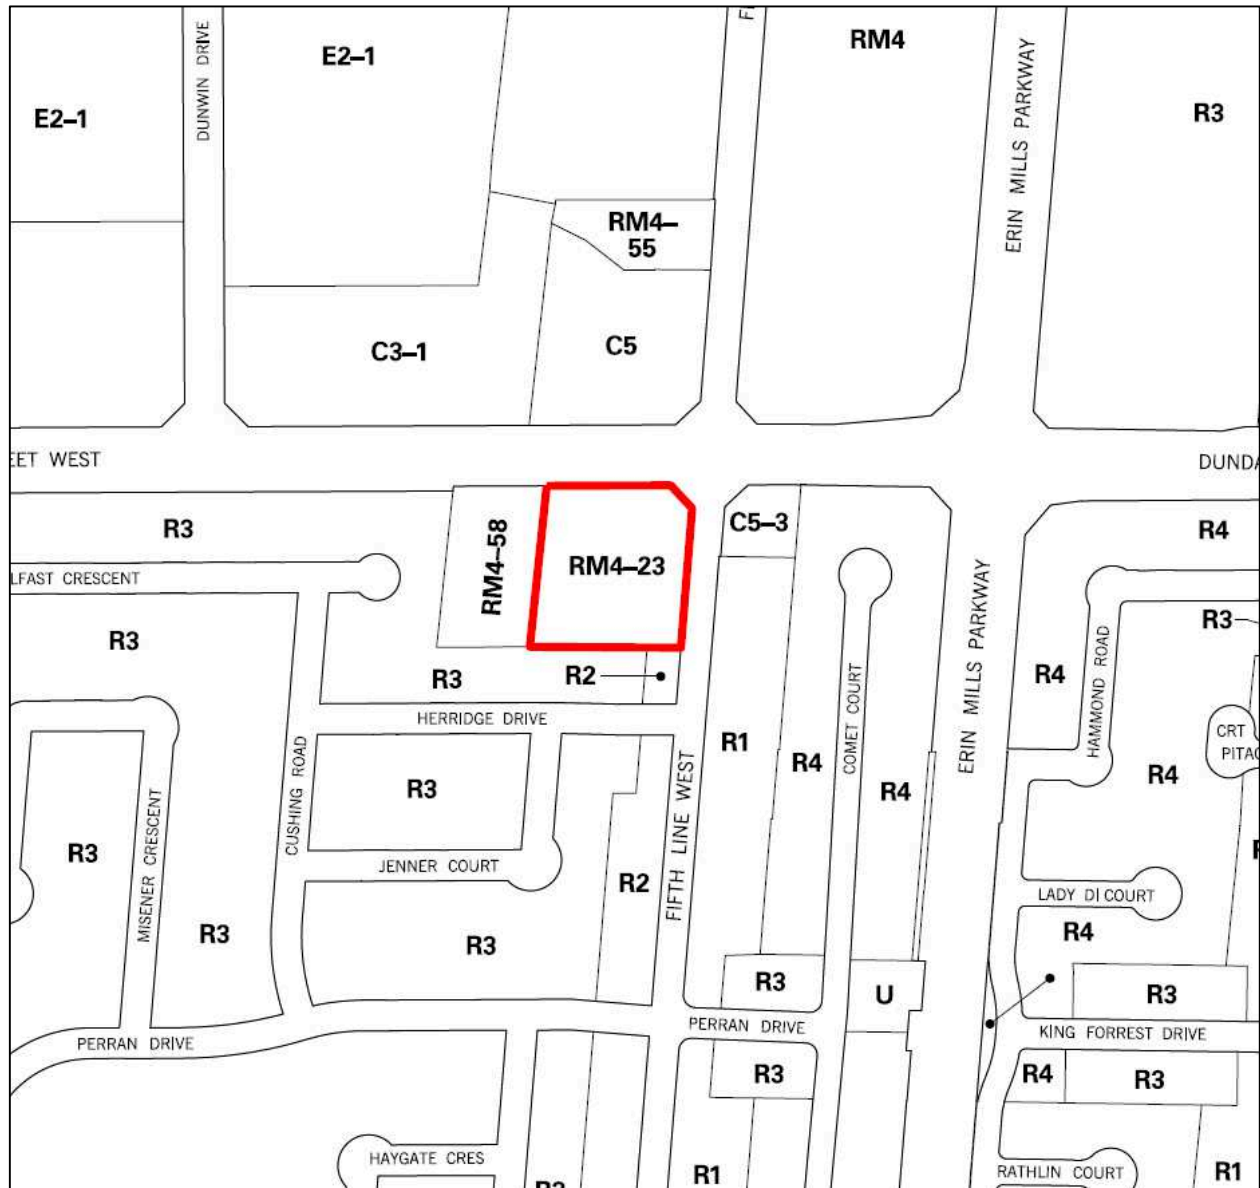 DUNWIN DRIVE
E2–1
RM4
ERIN MILLS PARKWAY
E2–1
R3
RM4–
55
C3–1
C5
EET WEST
DUNDA
R3
RM4–58
RM4–23
C5–3
R4
LFAST CRESCENT
R3
R3
R3
R2
HERRIDGE DRIVE
CUSHING ROAD
R1
R4
COMET COURT
ERIN MILLS PARKWAY
R4
HAMMOND ROAD
CRT
PITAC
R4
R4
R3
R3
MISENER CRESCENT
JENNER COURT
R2
FIFTH LINE WEST
LADY DI COURT
R3
R3
R4
R3
U
R3
PERRAN DRIVE
PERRAN DRIVE
KING FORREST DRIVE
R3
R4
R3
HAYGATE CRES
R1
RATHLIN COURT
R1